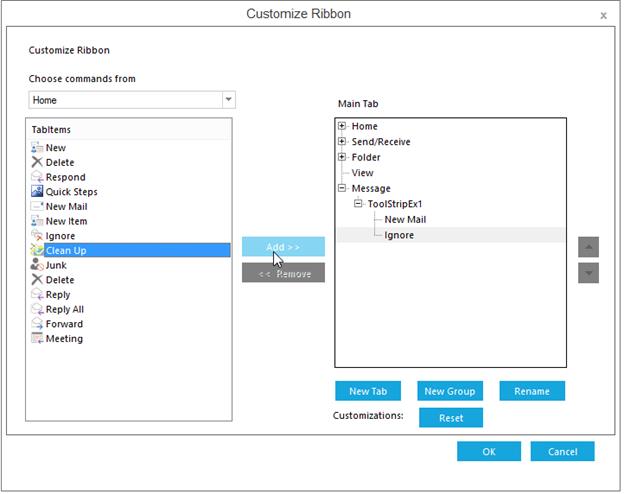 Customize Ribbon
x
Customize Ribbon
Choose commands from
Home
TabItems
New
Delete
Respond
Quick Steps
New Mail
New Item
Ignore
Clean Up
Junk
Delete
Reply
Reply All
Forward
Meeting
Add >>
<< Remove
Main Tab
Home
Send/Receive
Folder
View
Message
ToolStripEx1
New Mail
Ignore
New Tab New Group Rename
Customizations: Reset
OK Cancel